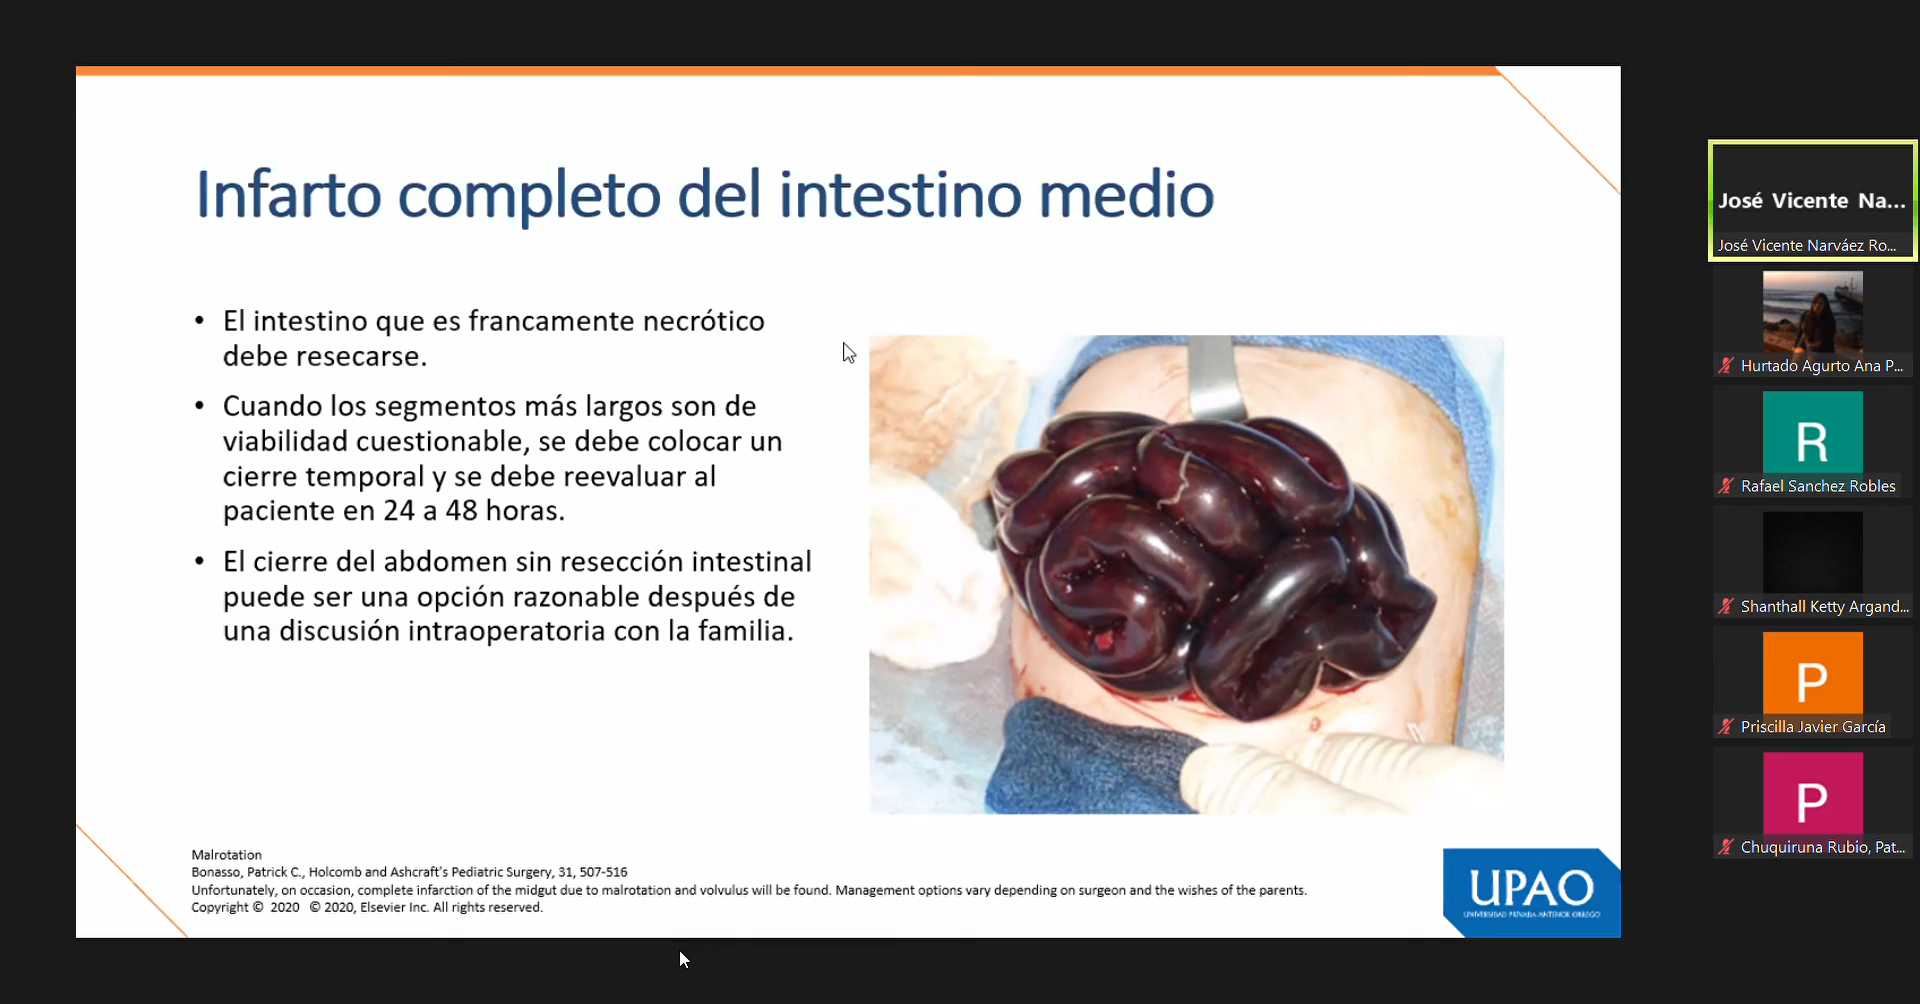 Infarto completo del intestino medio
• El intestino que es francamente necrótico
debe resecarse.
• Cuando los segmentos más largos son de
viabilidad cuestionable, se debe colocar un
cierre temporal y se debe reevaluar al
paciente en 24 a 48 horas.
• El cierre del abdomen sin resección intestinal
puede ser una opción razonable después de
una discusión intraoperatoria con la familia.
Malrotation
Bonasso, Patrick C., Holcomb and Ashcraft's Pediatric Surgery, 31, 507-516
Unfortunately, on occasion, complete infarction of the midgut due to malrotation and volvulus will be found. Management options vary depending on surgeon and the wishes of the parents.
Copyright © 2020 © 2020, Elsevier Inc. All rights reserved.
UPAO
UNIVERSIDAD PRIVADA ANTENOR ORREGO
José Vicente Na...
José Vicente Narváez Ro...
Hurtado Agurto Ana P...
R
Rafael Sanchez Robles
Shanthall Ketty Argand...
P
Priscilla Javier García
P
Chuquiruna Rubio, Pat...